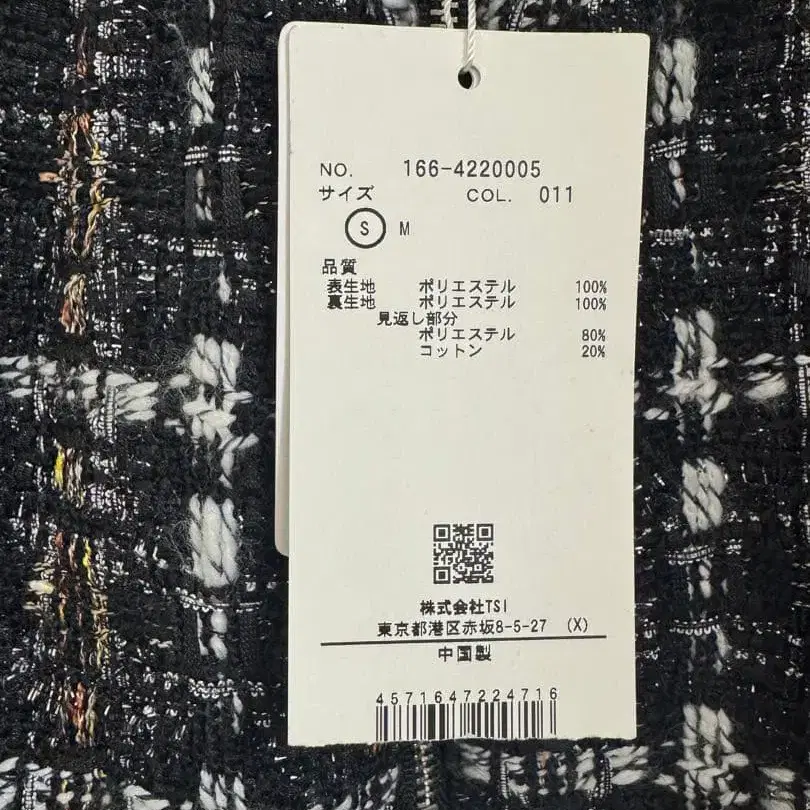 NO. 166-4220005
サイズ COL. 011
S M
品質
表生地 ポリエステル 100%
裏生地 ポリエステル 100%
見返し部分
ポリエステル 80%
コットン 20%
株式会社TSI
東京都港区赤坂8-5-27 (X)
中国製
4571647224716